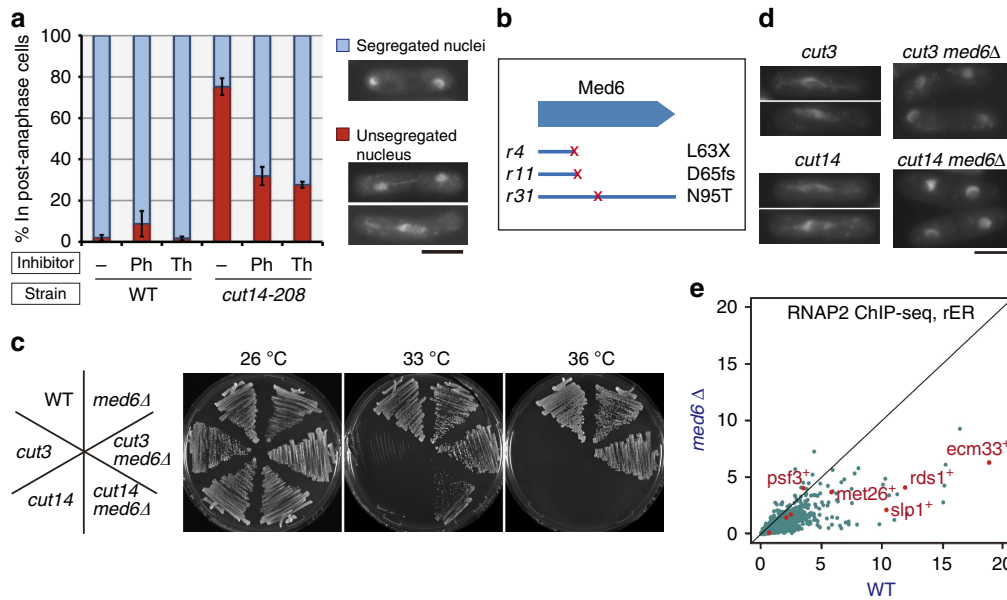 a
100
80
60
40
20
0
% In post-anaphase cells
Segregated nuclei
Unsegregated
nucleus
Inhibitor – Ph Th – Ph Th
Strain WT cut14-208
b
Med6
r4 x L63X
r11 x D65fs
r31 x N95T
c
26 °C 33 °C 36 °C
WT med6Δ
cut3 cut3
med6Δ
cut14 cut14
med6Δ
d
cut3 cut3 med6Δ
cut14 cut14 med6Δ
e
RNAP2 ChIP-seq, rER
20
15
10
5
0
med6 Δ
ecm33+
psf3+
rds1+
met26+
slp1+
0 5 10 15 20
WT